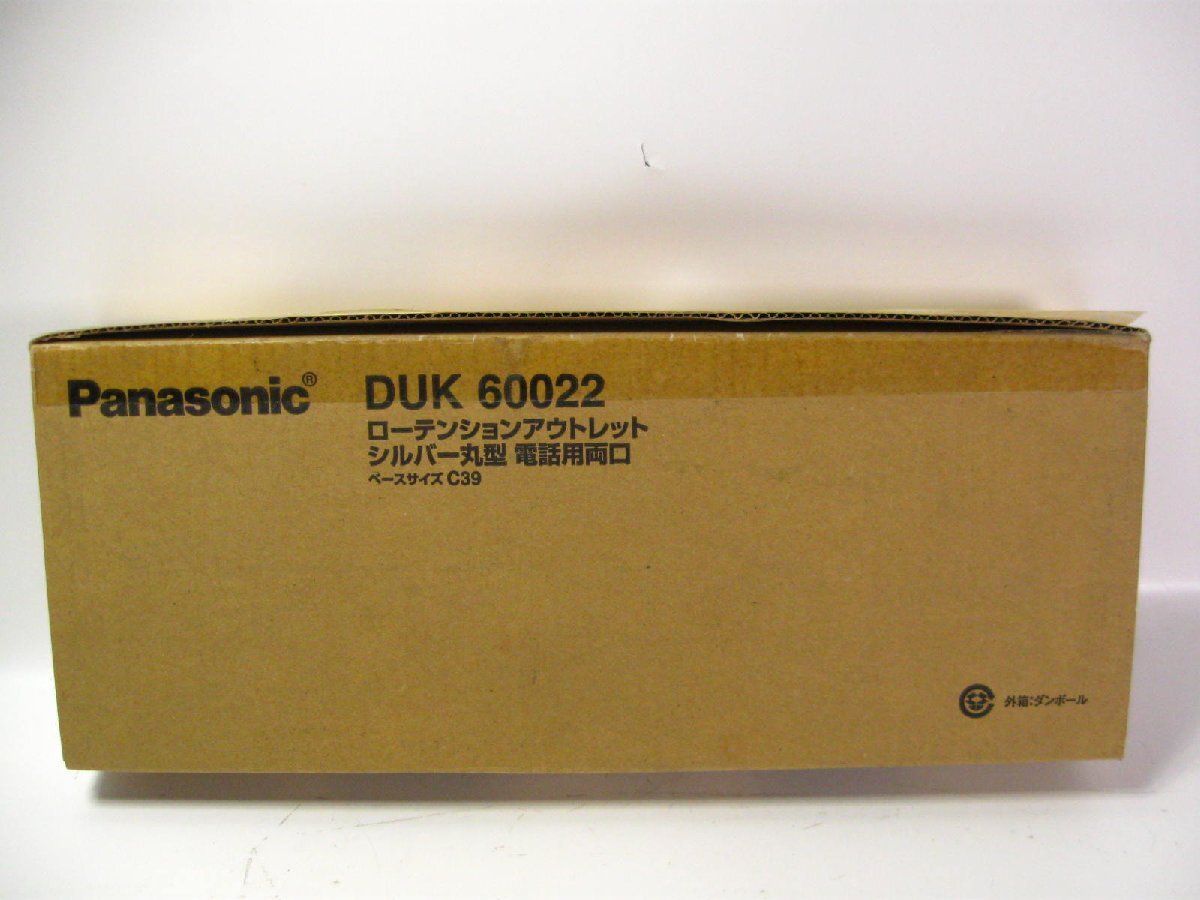 Panasonic®
DUK 60022
ローテンションアウトレット
シルバー丸型 電話用両口
ベースサイズ C39
外箱:ダンボール